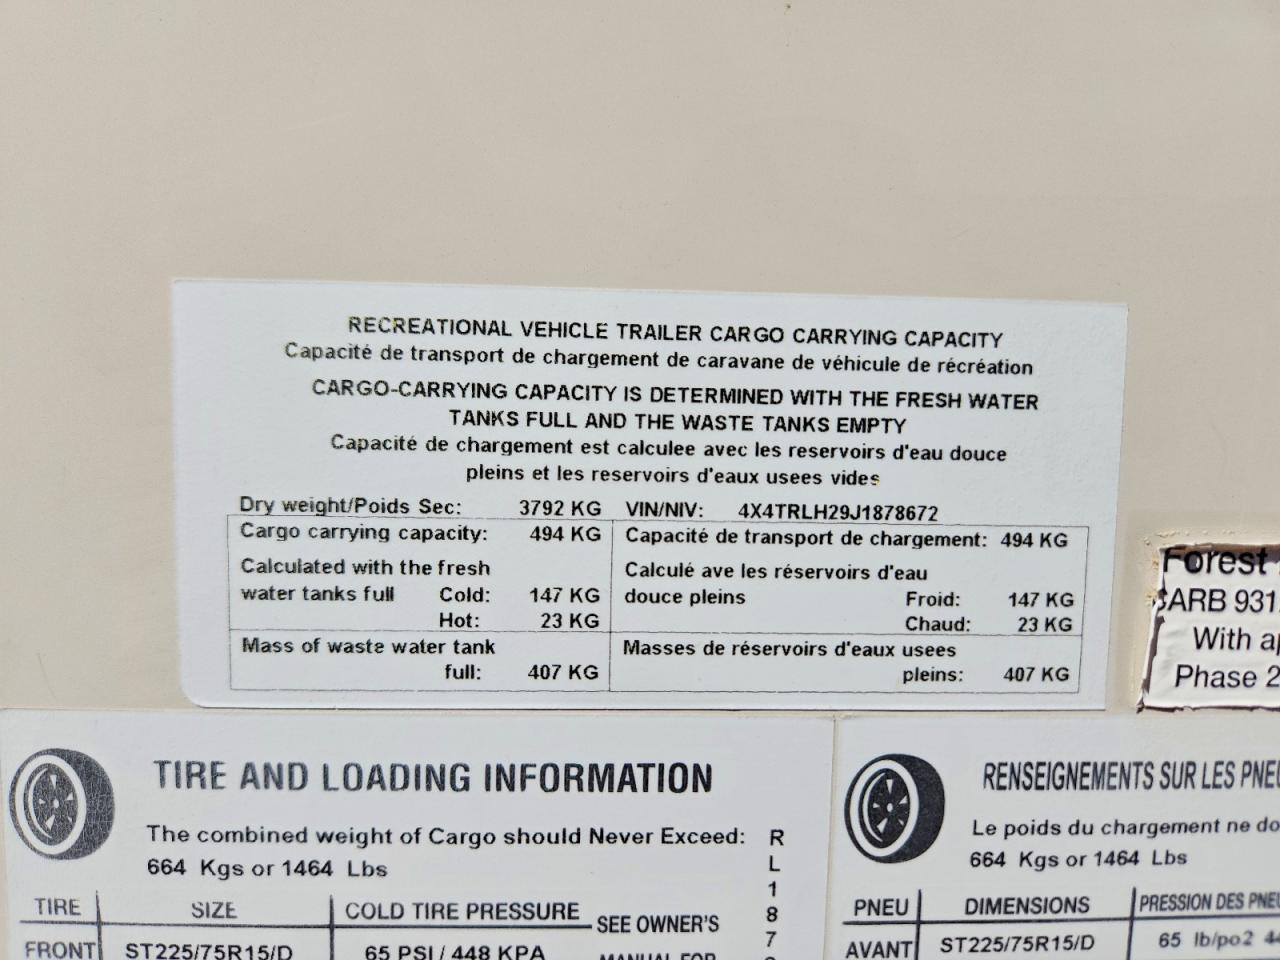 RECREATIONAL VEHICLE TRAILER CARGO CARRYING CAPACITY
Capacité de transport de chargement de caravane de véhicule de récréation
CARGO-CARRYING CAPACITY IS DETERMINED WITH THE FRESH WATER
TANKS FULL AND THE WASTE TANKS EMPTY
Capacité de chargement est calculee avec les reservoirs d'eau douce
pleins et les reservoirs d'eaux usees vides
Dry weight/Poids Sec: 3792 KG VIN/NIV: 4X4TRLH29J1878672
Cargo carrying capacity: 494 KG Capacité de transport de chargement: 494 KG
Calculated with the fresh Calculé ave les réservoirs d'eau
water tanks full Cold: 147 KG douce pleins Froid: 147 KG
Hot: 23 KG Chaud: 23 KG
Mass of waste water tank Masses de réservoirs d'eaux usees
full: 407 KG pleins: 407 KG
Forest
SARB 931
With
Phase 2
TIRE AND LOADING INFORMATION
The combined weight of Cargo should Never Exceed:
664 Kgs or 1464 Lbs
TIRE SIZE COLD TIRE PRESSURE SEE OWNER'S
FRONT ST225/75R15/D 65 PSI / 448 KPA MANUAL FOR
R
L
1
8
7
RENSEIGNEMENTS SUR LES
Le poids du chargement ne
664 Kgs or 1464 Lbs
PNEU DIMENSIONS PRESSION DES
AVANT ST225/75R15/D 65 lb/po2